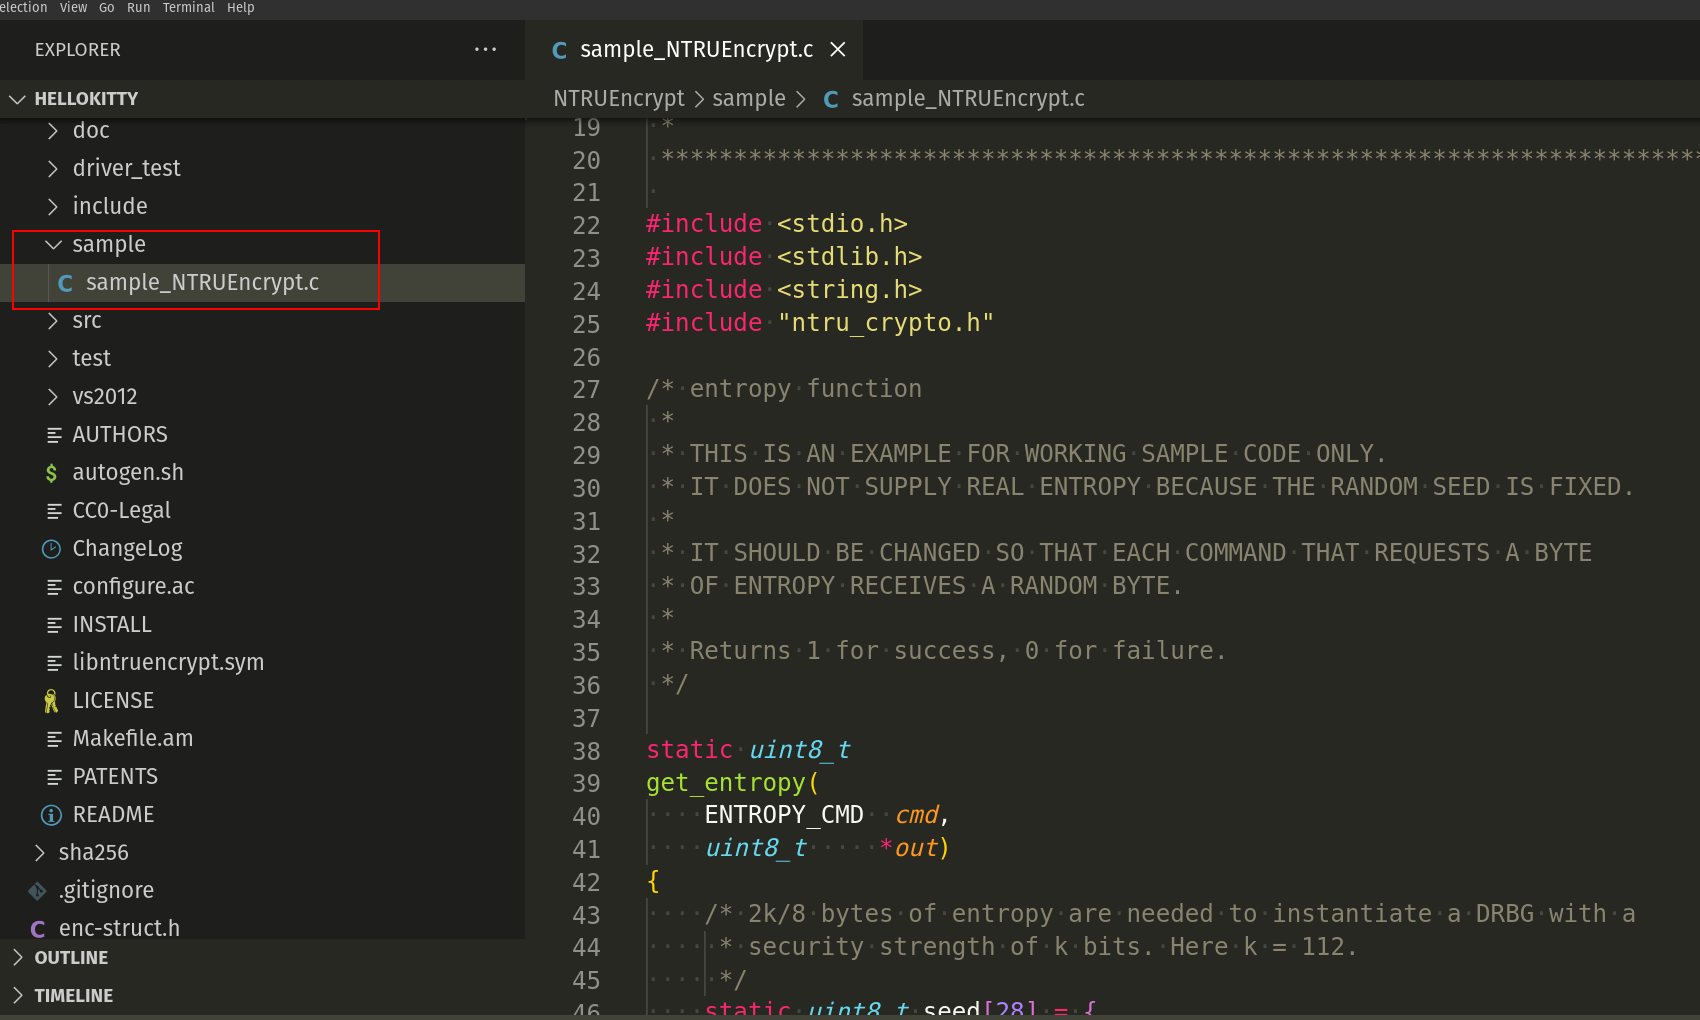 election View Go Run Terminal Help
EXPLORER ···
HELLOKITTY
doc
driver_test
include
sample
sample_NTRUEncrypt.c
src
test
vs2012
AUTHORS
autogen.sh
CC0-Legal
ChangeLog
configure.ac
INSTALL
libntruencrypt.sym
LICENSE
Makefile.am
PATENTS
README
sha256
.gitignore
enc-struct.h
OUTLINE
TIMELINE
sample_NTRUEncrypt.c
NTRUEncrypt > sample > C sample_NTRUEncrypt.c
19 *
20 ************************************************************************
21
22 #include <stdio.h>
23 #include <stdlib.h>
24 #include <string.h>
25 #include "ntru_crypto.h"
26
27 /* entropy function
28 *
29 * THIS IS AN EXAMPLE FOR WORKING SAMPLE CODE ONLY.
30 * IT DOES NOT SUPPLY REAL ENTROPY BECAUSE THE RANDOM SEED IS FIXED.
31 *
32 * IT SHOULD BE CHANGED SO THAT EACH COMMAND THAT REQUESTS A BYTE
33 * OF ENTROPY RECEIVES A RANDOM BYTE.
34 *
35 * Returns 1 for success, 0 for failure.
36 */
37
38 static uint8_t
39 get_entropy(
40 ENTROPY_CMD cmd,
41 uint8_t *out)
42 {
43 /* 2k/8 bytes of entropy are needed to instantiate a DRBG with a
44 * security strength of k bits. Here k = 112.
45 */
46 static uint8_t seed[28] = {